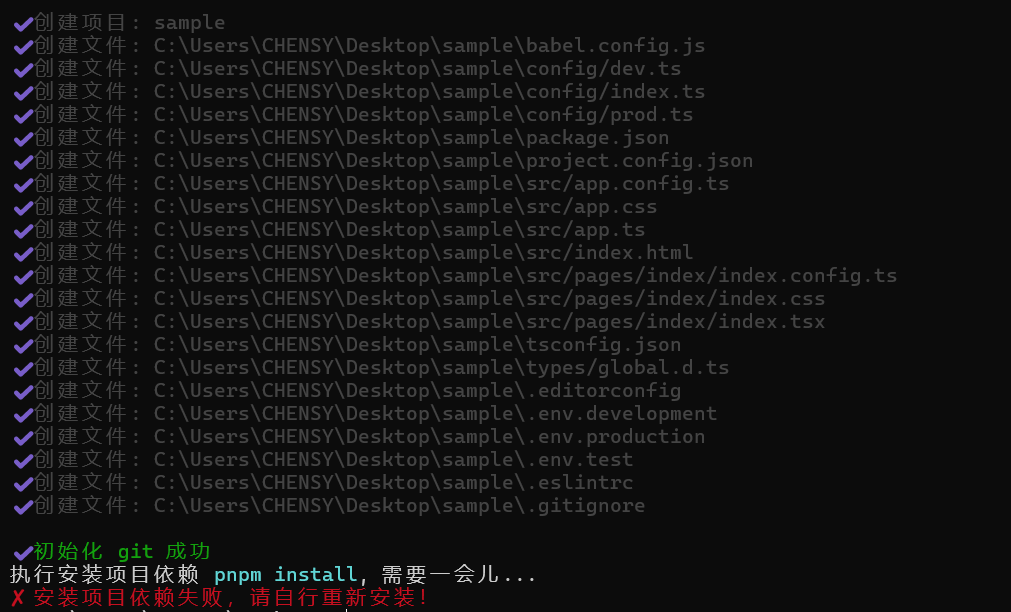 ✔创建项目: sample
✔创建文件: C:\Users\CHENSY\Desktop\sample\babel.config.js
✔创建文件: C:\Users\CHENSY\Desktop\sample\config/dev.ts
✔创建文件: C:\Users\CHENSY\Desktop\sample\config/index.ts
✔创建文件: C:\Users\CHENSY\Desktop\sample\config/prod.ts
✔创建文件: C:\Users\CHENSY\Desktop\sample\package.json
✔创建文件: C:\Users\CHENSY\Desktop\sample\project.config.json
✔创建文件: C:\Users\CHENSY\Desktop\sample\src/app.config.ts
✔创建文件: C:\Users\CHENSY\Desktop\sample\src/app.css
✔创建文件: C:\Users\CHENSY\Desktop\sample\src/app.ts
✔创建文件: C:\Users\CHENSY\Desktop\sample\src/index.html
✔创建文件: C:\Users\CHENSY\Desktop\sample\src/pages/index/index.config.ts
✔创建文件: C:\Users\CHENSY\Desktop\sample\src/pages/index/index.css
✔创建文件: C:\Users\CHENSY\Desktop\sample\src/pages/index/index.tsx
✔创建文件: C:\Users\CHENSY\Desktop\sample\tsconfig.json
✔创建文件: C:\Users\CHENSY\Desktop\sample\types/global.d.ts
✔创建文件: C:\Users\CHENSY\Desktop\sample\.editorconfig
✔创建文件: C:\Users\CHENSY\Desktop\sample\.env.development
✔创建文件: C:\Users\CHENSY\Desktop\sample\.env.production
✔创建文件: C:\Users\CHENSY\Desktop\sample\.env.test
✔创建文件: C:\Users\CHENSY\Desktop\sample\.eslintrc
✔创建文件: C:\Users\CHENSY\Desktop\sample\.gitignore
✔初始化 git 成功
执行安装项目依赖 pnpm install, 需要一会儿...
✗ 安装项目依赖失败，请自行重新安装！